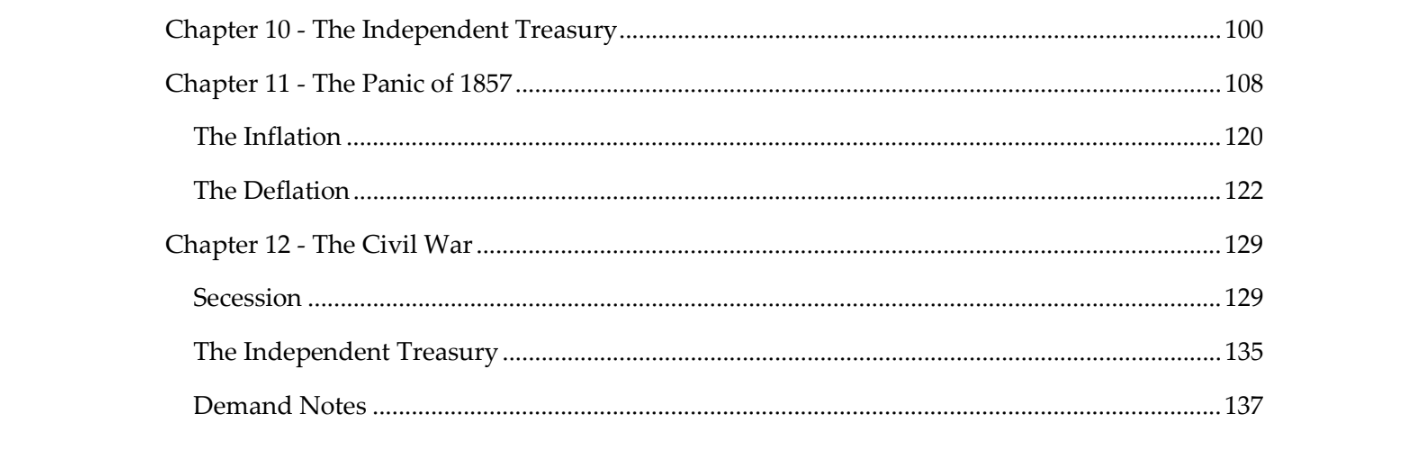 Chapter 10 - The Independent Treasury........................................................................................... 100
Chapter 11 - The Panic of 1857........................................................................................................... 108
The Inflation ..................................................................................................................................... 120
The Deflation.................................................................................................................................... 122
Chapter 12 - The Civil War.................................................................................................................. 129
Secession ........................................................................................................................................... 129
The Independent Treasury.............................................................................................................. 135
Demand Notes ................................................................................................................................. 137